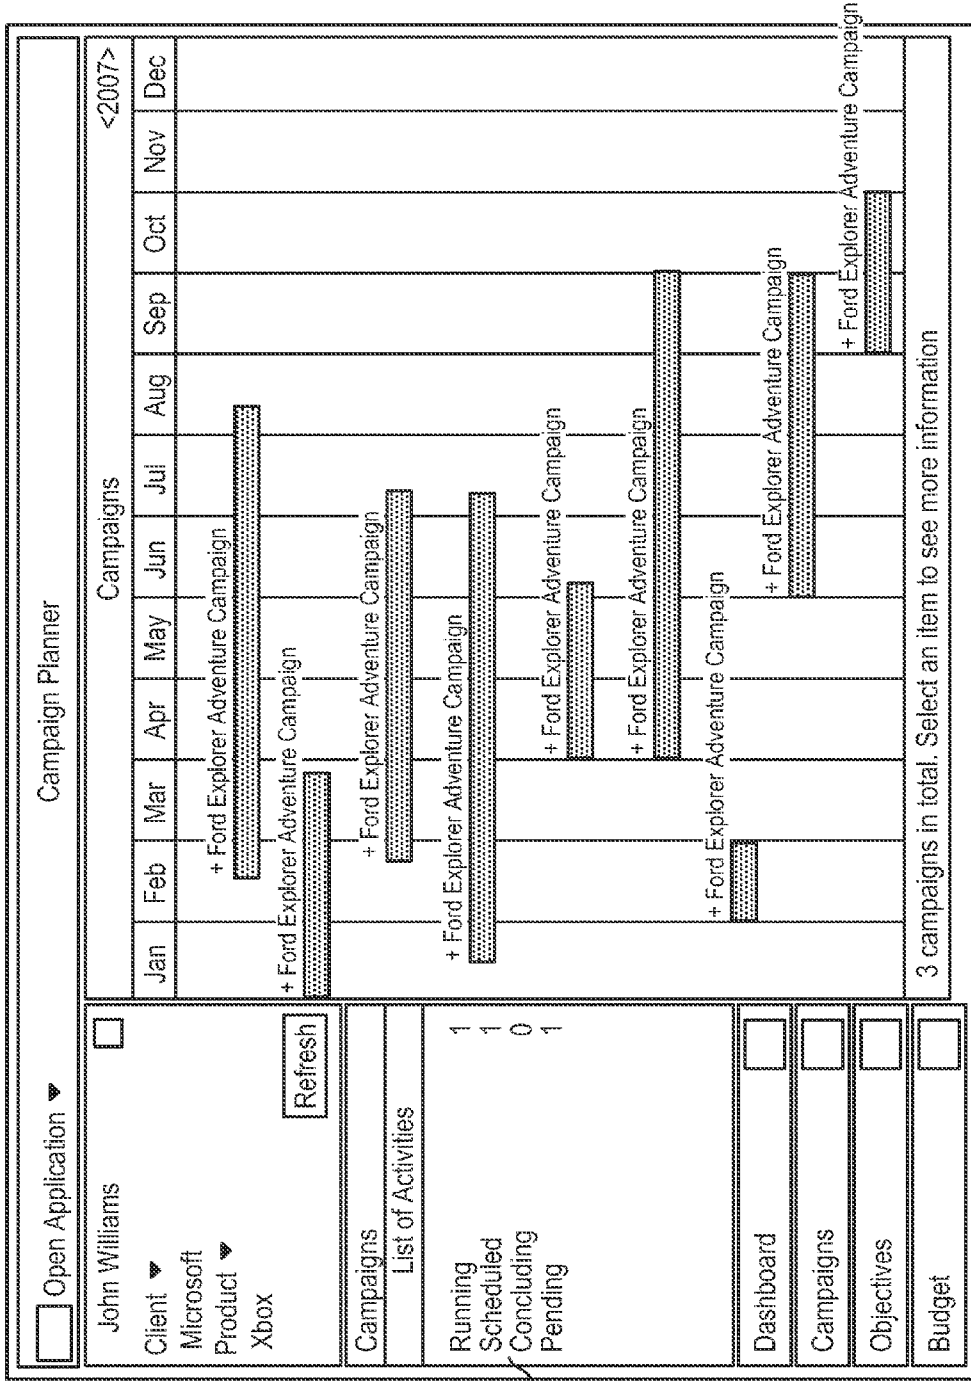 Campaign Planner
Open Application
John Williams
Client
Microsoft
Product
Xbox
Refresh
Campaigns
List of Activities
Running 1
Scheduled 1
Concluding 0
Pending 1
Dashboard
Campaigns
Objectives
Budget
Campaigns <2007>
Jan Feb Mar Apr May Jun Jul Aug Sep Oct Nov Dec
+ Ford Explorer Adventure Campaign
+ Ford Explorer Adventure Campaign
+ Ford Explorer Adventure Campaign
+ Ford Explorer Adventure Campaign
+ Ford Explorer Adventure Campaign
+ Ford Explorer Adventure Campaign
+ Ford Explorer Adventure Campaign
+ Ford Explorer Adventure Campaign
+ Ford Explorer Adventure Campaign
3 campaigns in total. Select an item to see more information